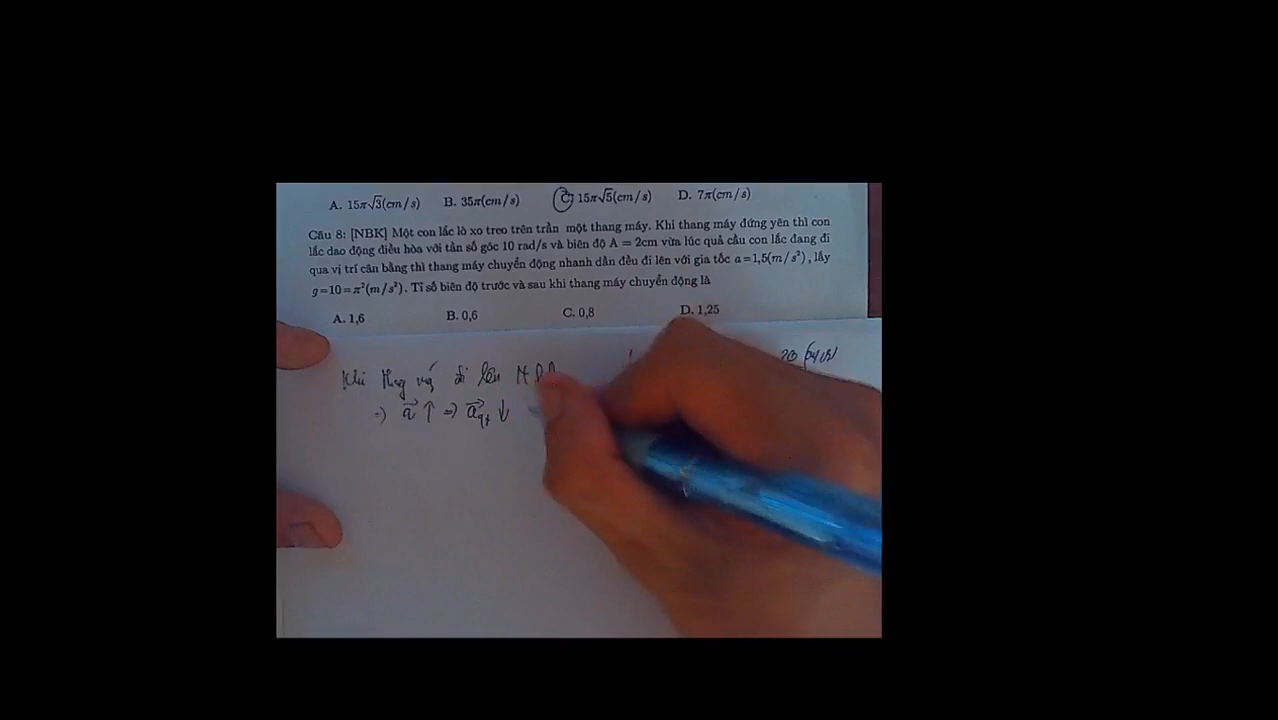 A. 15π√3(cm/s) B. 35π(cm/s) C. 15π√5(cm/s) D. 7π(cm/s)
Câu 8: [NBK] Một con lắc lò xo treo trên trần một thang máy. Khi thang máy đứng yên thì con
lắc dao động điều hòa với tần số góc 10 rad/s và biên độ A = 2cm vừa lúc quả cầu con lắc đang đi
qua vị trí cân bằng thì thang máy chuyển động nhanh dần đều đi lên với gia tốc a=1,5(m/s²), lấy
g=10=π²(m/s²). Tỉ số biên độ trước và sau khi thang máy chuyển động là
A. 1,6 B. 0,6 C. 0,8 D. 1,25
Khi đi lên
⇒ a⃗ ↑ ⇒ a⃗qt ↓